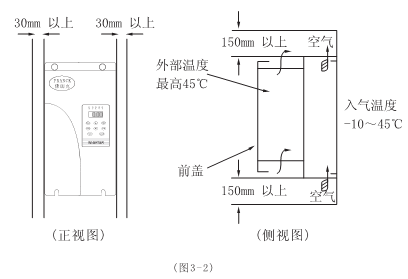 30mm 以上
30mm 以上
150mm 以上
空气
外部温度
最高45℃
入气温度
-10～45℃
前盖
150mm 以上
空气
(正视图)
(侧视图)
(图3-2)